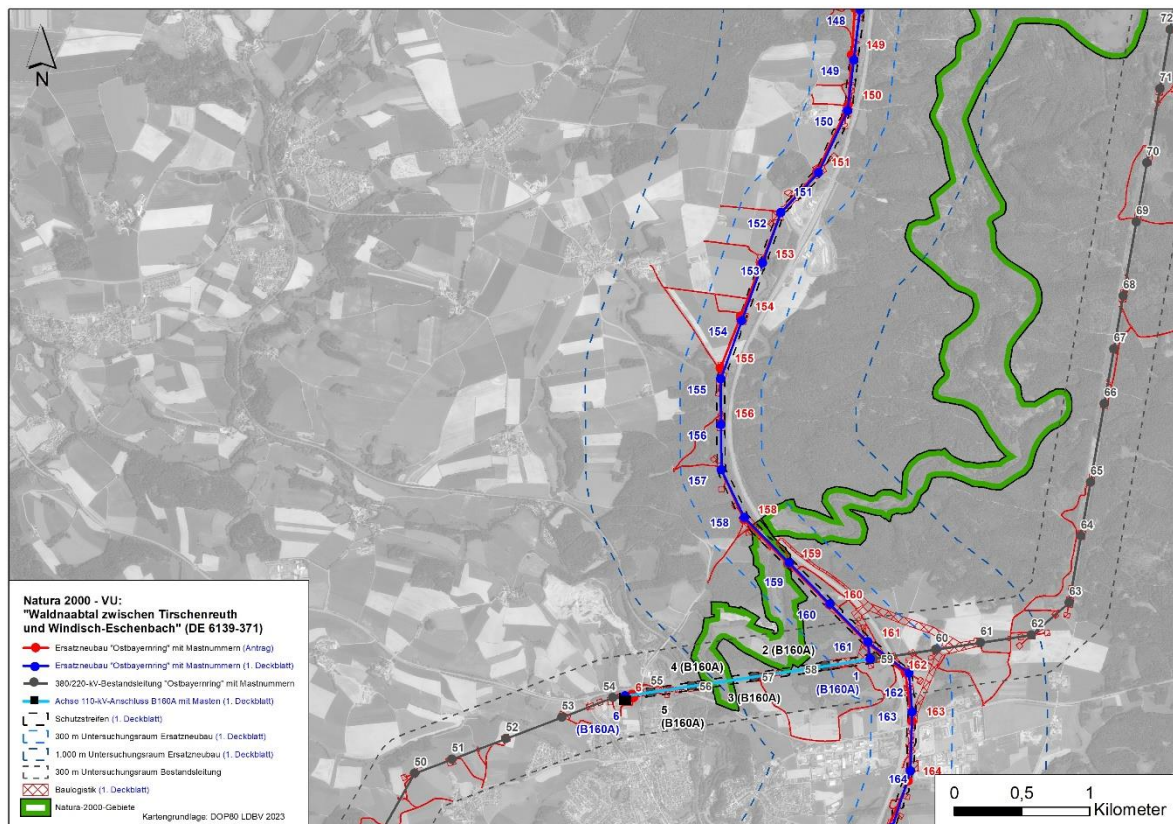 N
148
149
149
150
150
151
151
152
153
153
154
154
155
155
156
156
157
158
158
159
159
160
160
161
161
162
162
163
163
164
164
72
71
70
69
68
67
66
65
64
63
62
61
60
59
58
57
56
55
54
53
52
51
50
2 (B160A)
4 (B160A)
3 (B160A)
1
(B160A)
5
(B160A)
6
6
(B160A)
Natura 2000 - VU:
"Waldnaabtal zwischen Tirschenreuth
und Windisch-Eschenbach" (DE 6139-371)
Ersatzneubau "Ostbayernring" mit Mastnummern (Antrag)
Ersatzneubau "Ostbayernring" mit Mastnummern (1. Deckblatt)
380/220-kV-Bestandsleitung "Ostbayernring" mit Mastnummern
Achse 110-kV-Anschluss B160A mit Masten (1. Deckblatt)
Schutzstreifen (1. Deckblatt)
300 m Untersuchungsraum Ersatzneubau (1. Deckblatt)
1.000 m Untersuchungsraum Ersatzneubau (1. Deckblatt)
300 m Untersuchungsraum Bestandsleitung
Baulogistik (1. Deckblatt)
Natura-2000-Gebiete
Kartengrundlage: DOP80 LDBV 2023
0 0,5 1
Kilometer